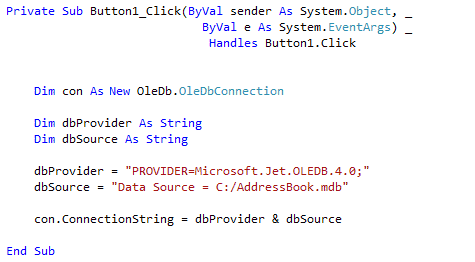 Private Sub Button1_Click(ByVal sender As System.Object, _
ByVal e As System.EventArgs) _
Handles Button1.Click
Dim con As New OleDb.OleDbConnection
Dim dbProvider As String
Dim dbSource As String
dbProvider = "PROVIDER=Microsoft.Jet.OLEDB.4.0;"
dbSource = "Data Source = C:/AddressBook.mdb"
con.ConnectionString = dbProvider & dbSource
End Sub